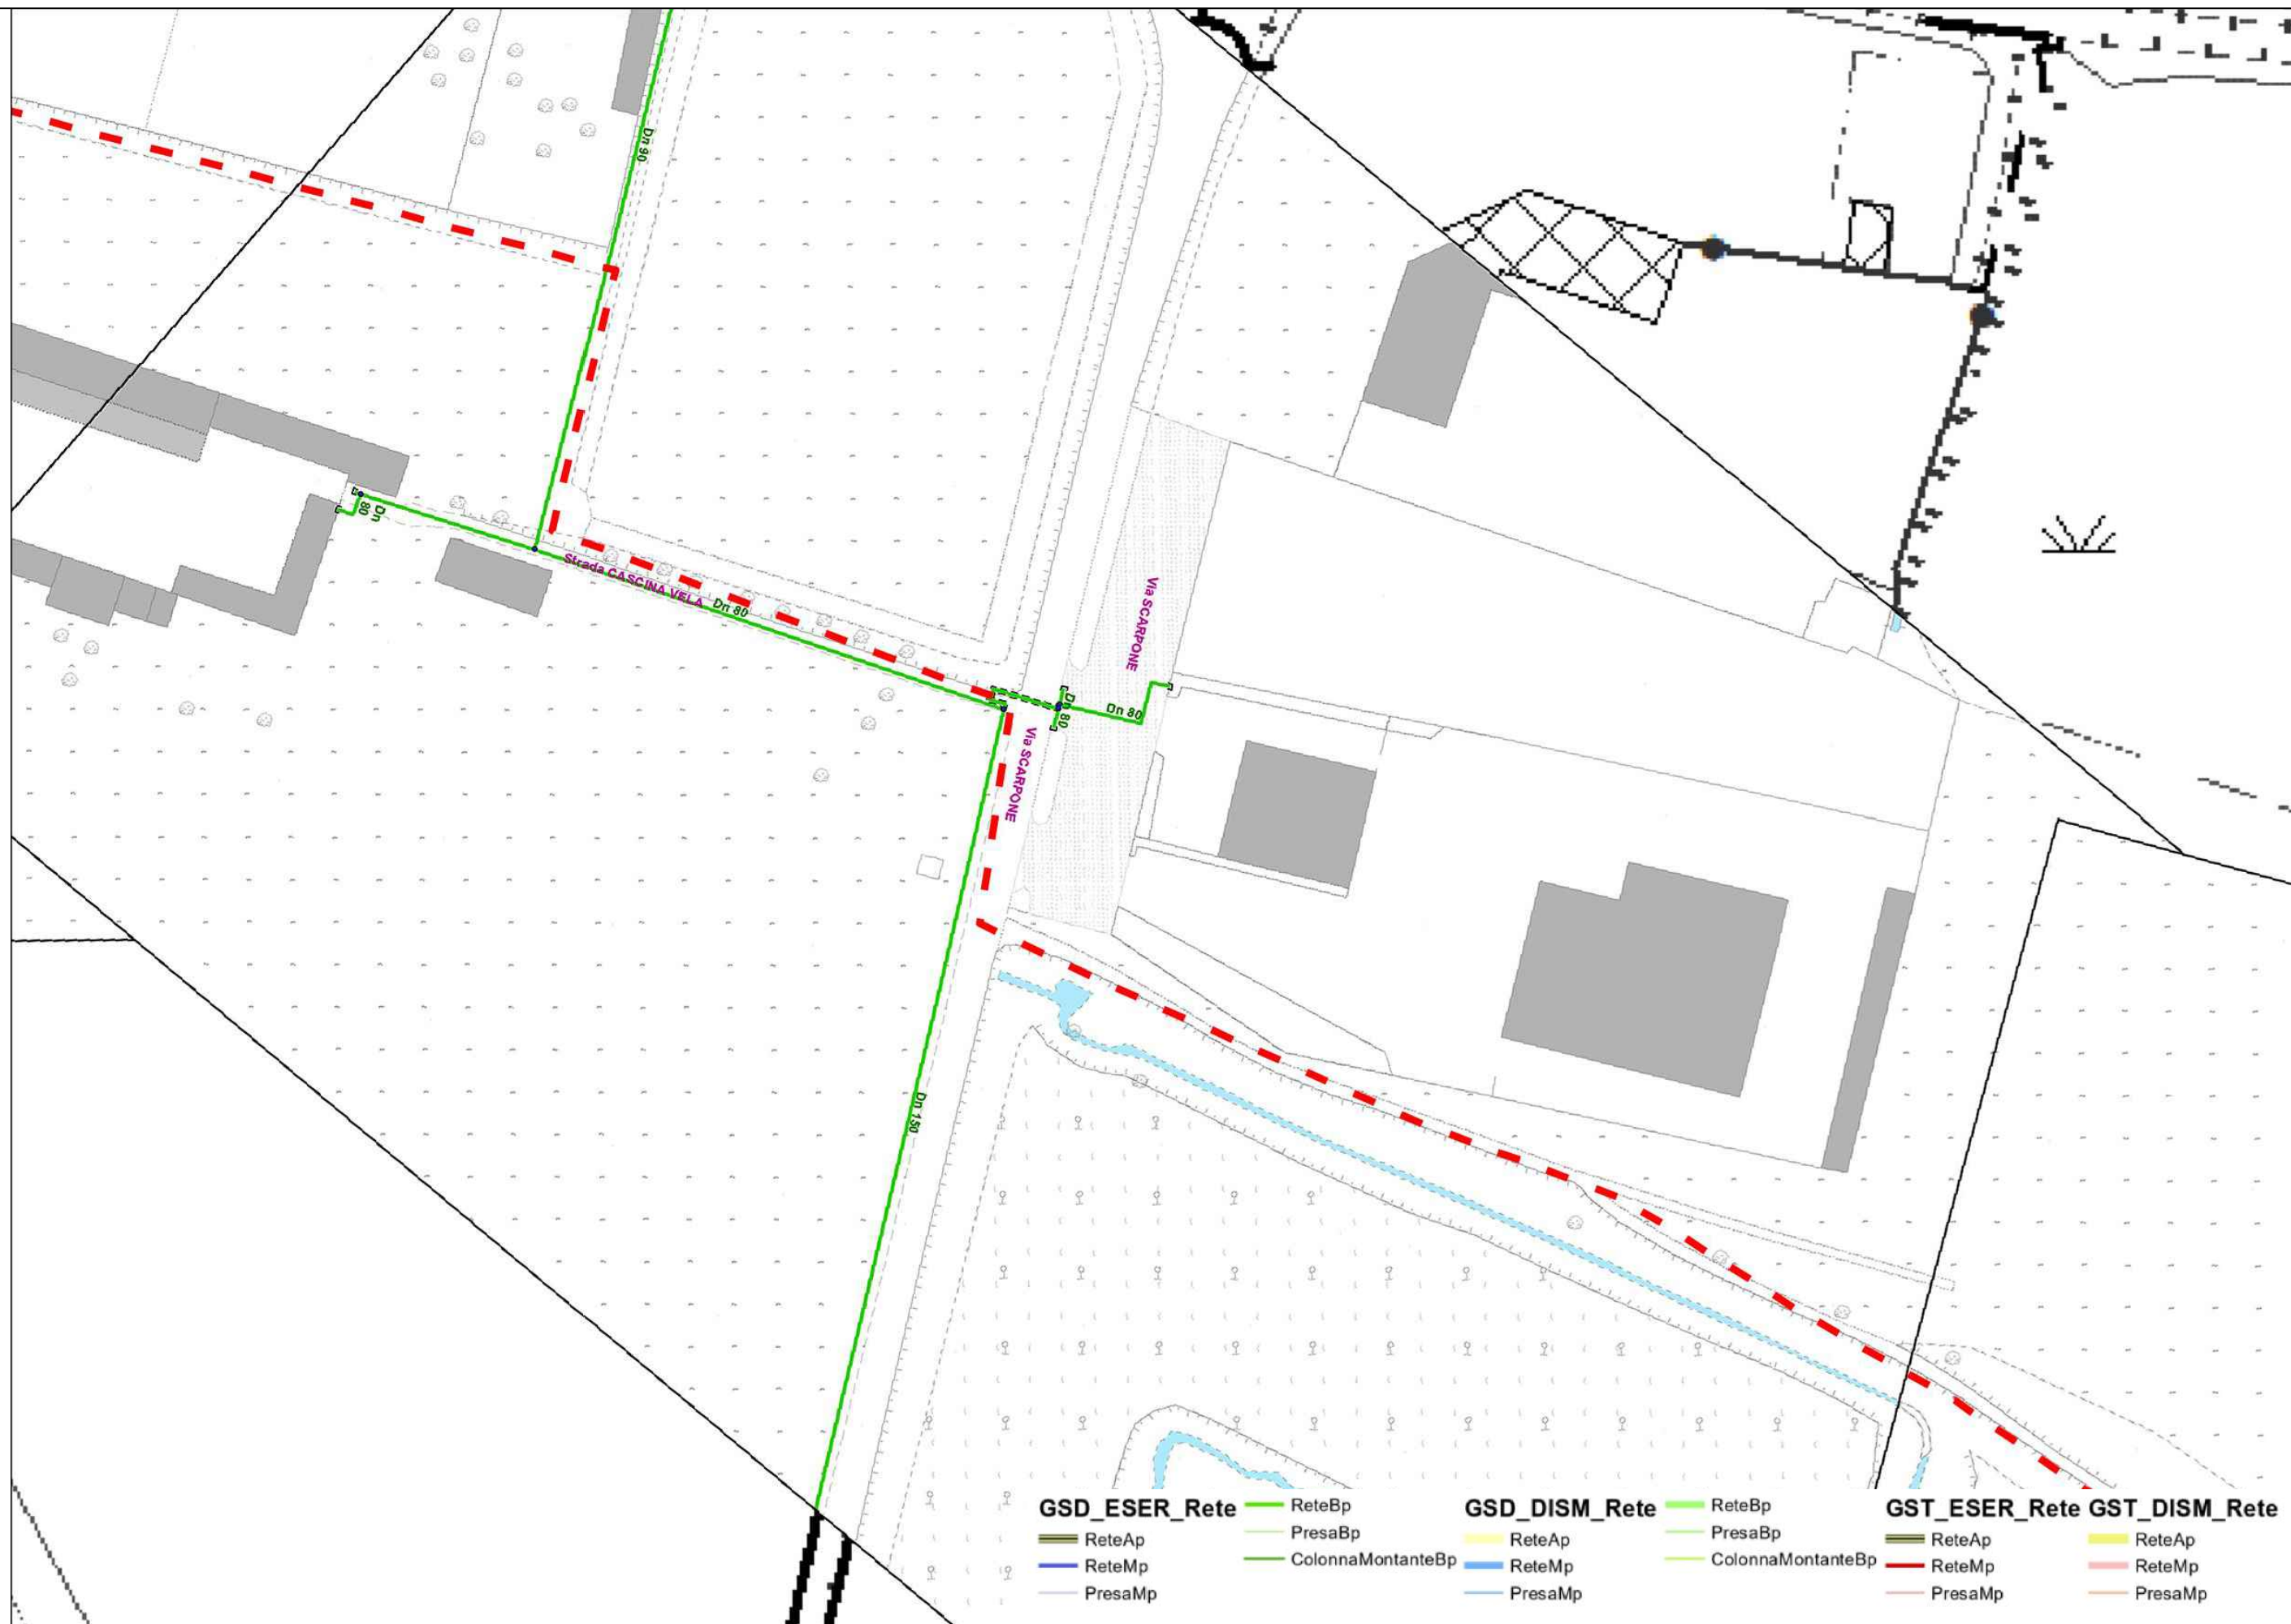 Dn 90
Dn 80
Strada CASCINA VELA
Dn 80
Via SCARPONE
Dn 80
Dn 80
Via SCARPONE
Dn 150
GSD_ESER_Rete
ReteAp
ReteMp
PresaMp
ReteBp
PresaBp
ColonnaMontanteBp
GSD_DISM_Rete
ReteAp
ReteMp
PresaMp
ReteBp
PresaBp
ColonnaMontanteBp
GST_ESER_Rete
ReteAp
ReteMp
PresaMp
GST_DISM_Rete
ReteAp
ReteMp
PresaMp